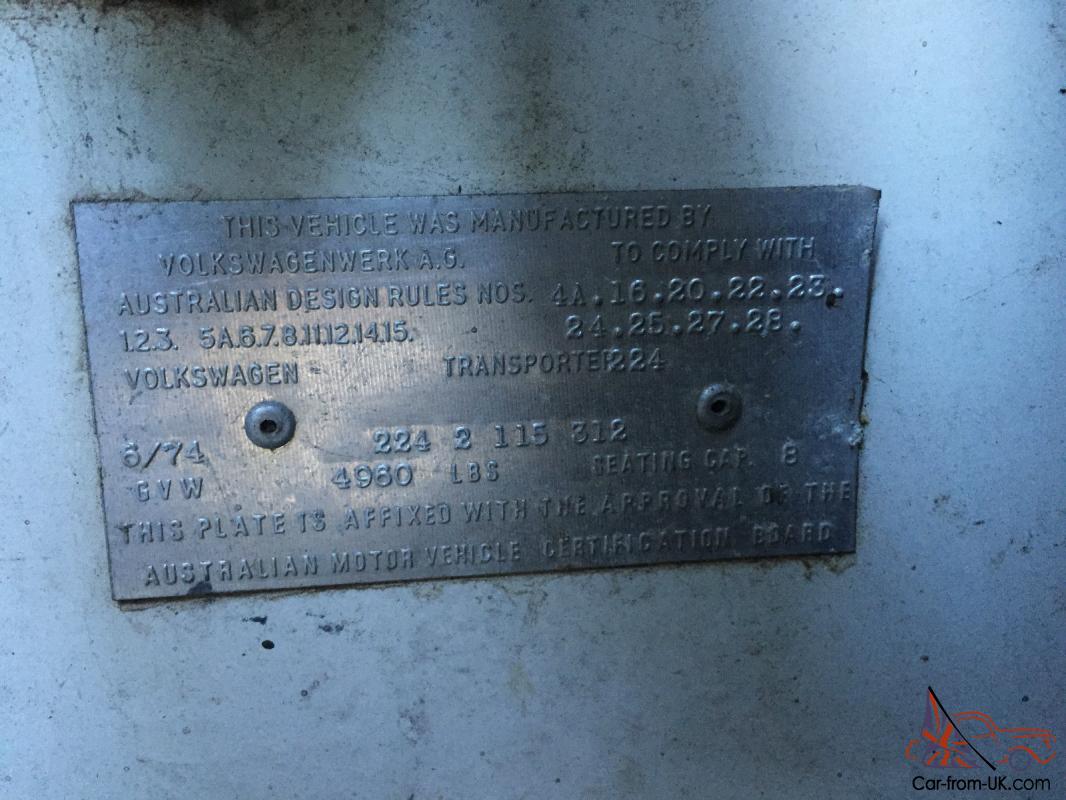 THIS VEHICLE WAS MANUFACTURED BY
VOLKSWAGENWERK A.G. TO COMPLY WITH
AUSTRALIAN DESIGN RULES NOS. 4A.16.20.22.23.
1.2.3. 5A.6.7.8.11.12.14.15. 24.25.27.28.
VOLKSWAGEN TRANSPORTER224
6/74 224 2 115 312
GVW 4960 LBS SEATING CAP. 8
THIS PLATE IS AFFIXED WITH THE APPROVAL OF THE
AUSTRALIAN MOTOR VEHICLE CERTIFICATION BOARD
Car-from-UK.com